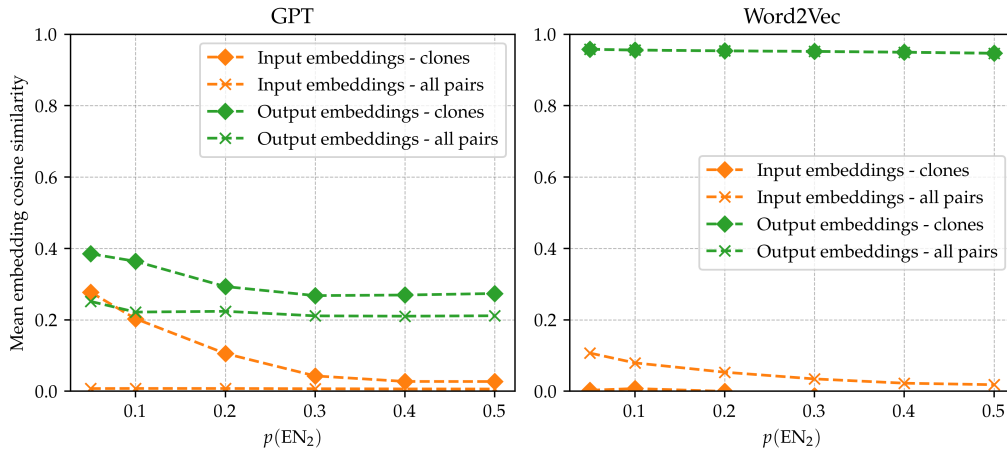 GPT
Word2Vec
Mean embedding cosine similarity
1.0
0.8
0.6
0.4
0.2
0.0
Input embeddings - clones
Input embeddings - all pairs
Output embeddings - clones
Output embeddings - all pairs
0.1 0.2 0.3 0.4 0.5
p(EN₂)
1.0
0.8
0.6
0.4
0.2
0.0
Input embeddings - clones
Input embeddings - all pairs
Output embeddings - clones
Output embeddings - all pairs
0.1 0.2 0.3 0.4 0.5
p(EN₂)